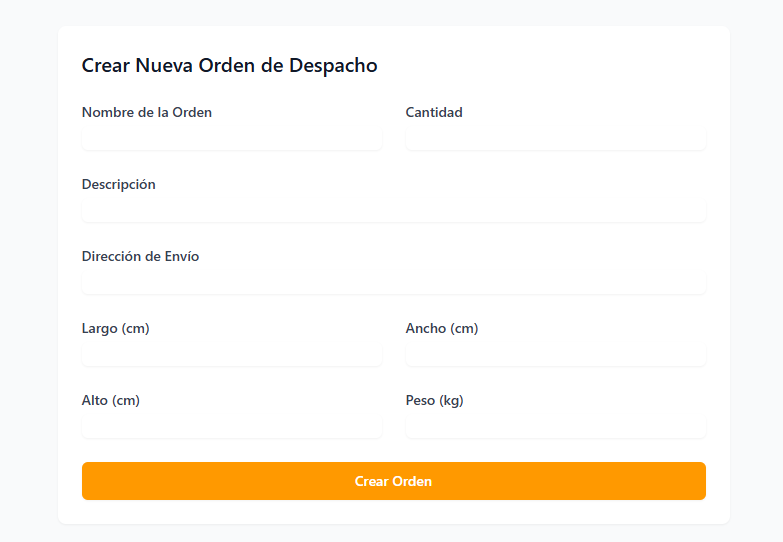 Crear Nueva Orden de Despacho
Nombre de la Orden
Cantidad
Descripción
Dirección de Envío
Largo (cm)
Ancho (cm)
Alto (cm)
Peso (kg)
Crear Orden